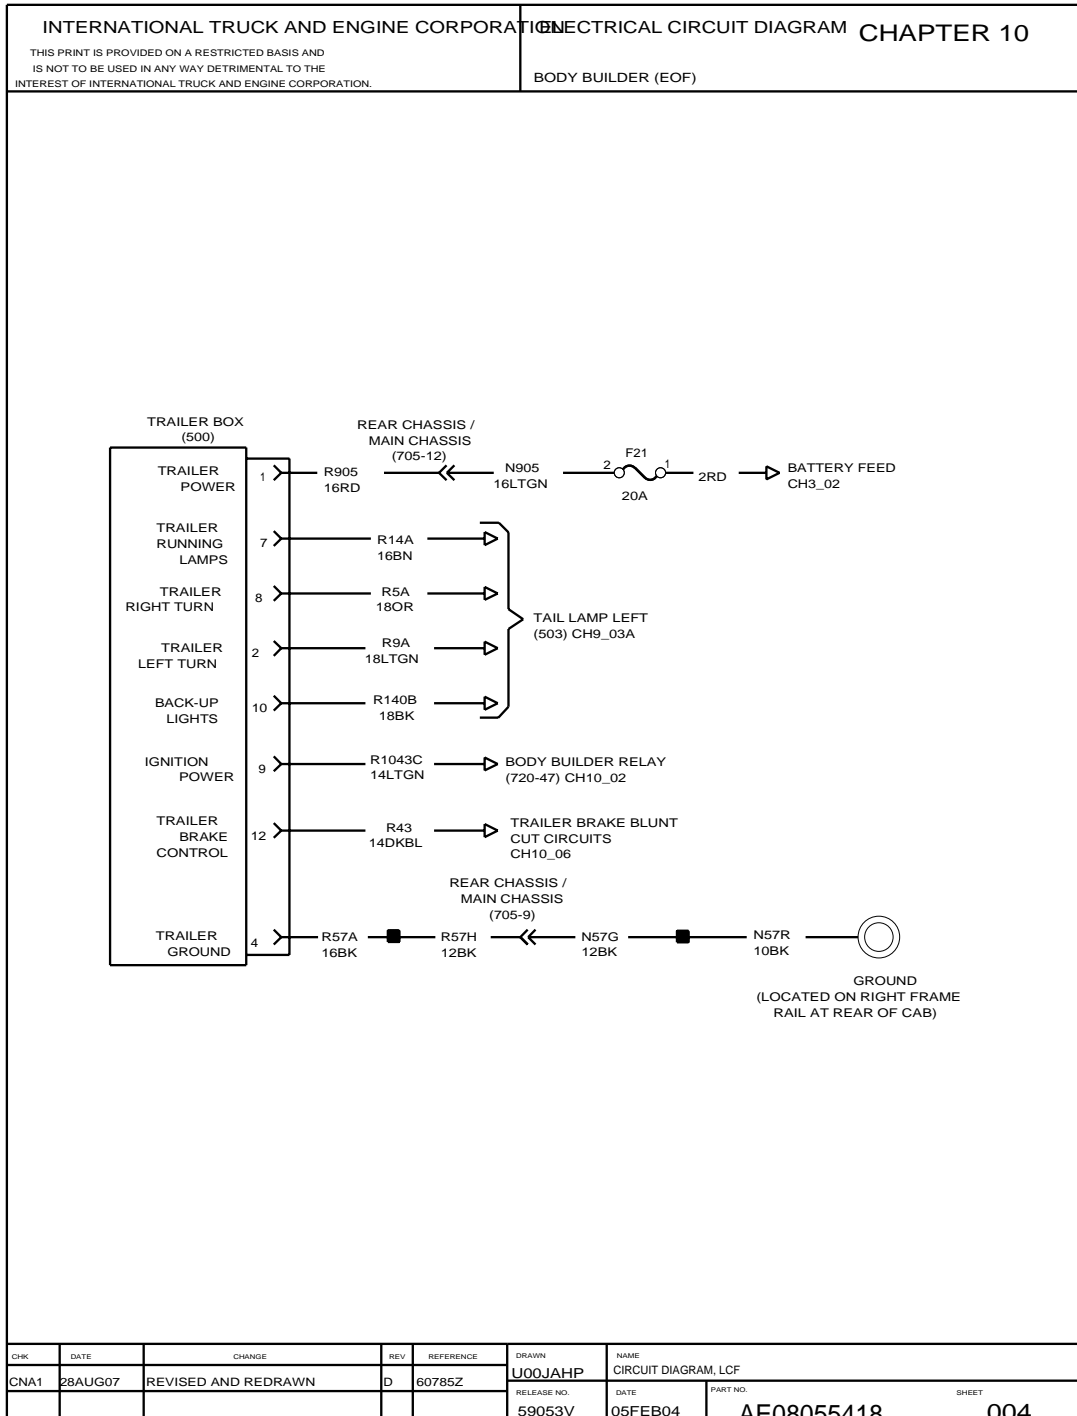 INTERNATIONAL TRUCK AND ENGINE CORPORATION
ELECTRICAL CIRCUIT DIAGRAM CHAPTER 10
THIS PRINT IS PROVIDED ON A RESTRICTED BASIS AND
IS NOT TO BE USED IN ANY WAY DETRIMENTAL TO THE
INTEREST OF INTERNATIONAL TRUCK AND ENGINE CORPORATION.
BODY BUILDER (EOF)
TRAILER BOX
(500)
REAR CHASSIS /
MAIN CHASSIS
(705-12)
TRAILER
POWER
1
R905
16RD
N905
16LTGN
2
F21
1
20A
2RD
BATTERY FEED
CH3_02
TRAILER
RUNNING
LAMPS
7
R14A
16BN
TRAILER
RIGHT TURN
8
R5A
18OR
TAIL LAMP LEFT
(503) CH9_03A
TRAILER
LEFT TURN
2
R9A
18LTGN
BACK-UP
LIGHTS
10
R140B
18BK
IGNITION
POWER
9
R1043C
14LTGN
BODY BUILDER RELAY
(720-47) CH10_02
TRAILER
BRAKE
CONTROL
12
R43
14DKBL
TRAILER BRAKE BLUNT
CUT CIRCUITS
CH10_06
REAR CHASSIS /
MAIN CHASSIS
(705-9)
TRAILER
GROUND
4
R57A
16BK
R57H
12BK
N57G
12BK
N57R
10BK
GROUND
(LOCATED ON RIGHT FRAME
RAIL AT REAR OF CAB)
CHK DATE CHANGE REV REFERENCE
CNA1 28AUG07 REVISED AND REDRAWN D 60785Z
DRAWN
U00JAHP
NAME
CIRCUIT DIAGRAM, LCF
RELEASE NO.
59053V
DATE
05FEB04
PART NO.
AE08055418
SHEET
004